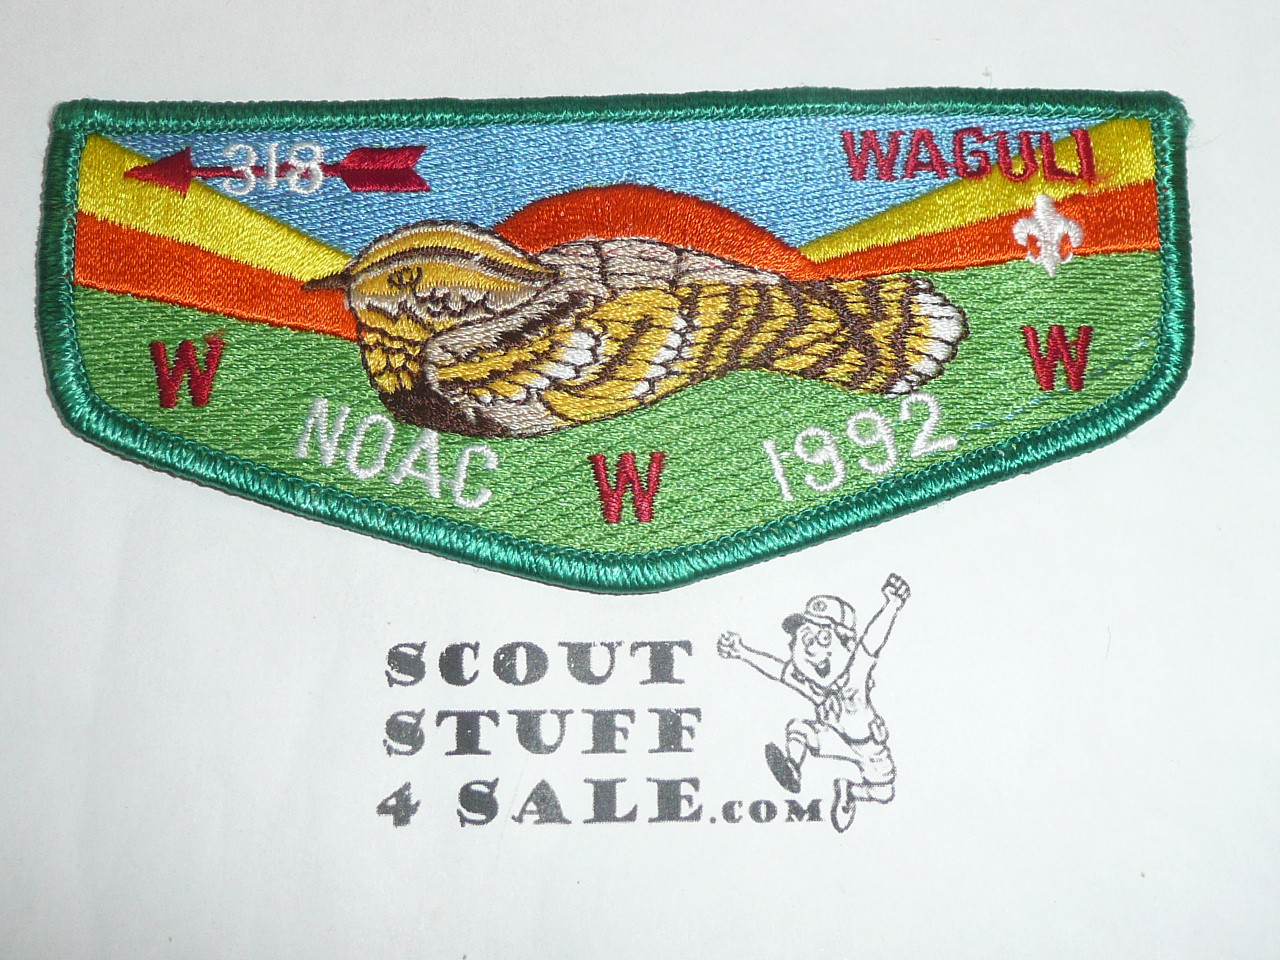 318
WAGULI
W
W
NOAC
W
1992
SCOUT
STUFF
4 SALE.COM